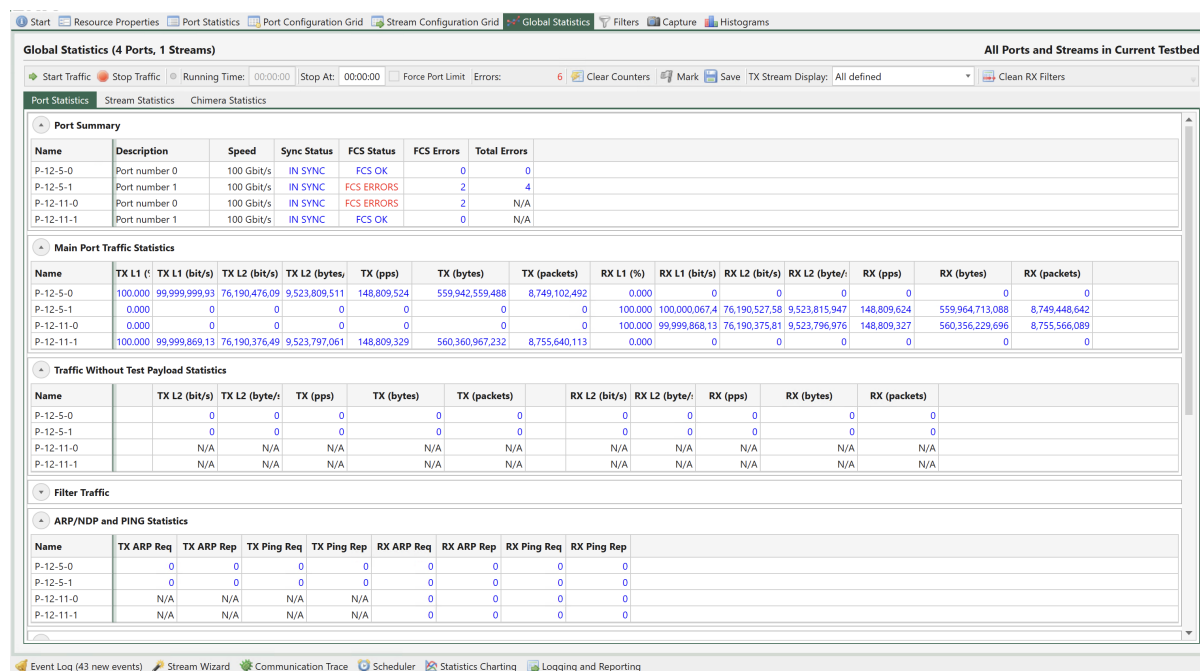 Start Resource Properties Port Statistics Port Configuration Grid Stream Configuration Grid Global Statistics Filters Capture Histograms
Global Statistics (4 Ports, 1 Streams) All Ports and Streams in Current Testbed
Start Traffic Stop Traffic Running Time: 00:00:00 Stop At: 00:00:00 Force Port Limit Errors: 6 Clear Counters Mark Save TX Stream Display: All defined Clean RX Filters
Port Statistics Stream Statistics Chimera Statistics
Port Summary
Name Description Speed Sync Status FCS Status FCS Errors Total Errors
P-12-5-0 Port number 0 100 Gbit/s IN SYNC FCS OK 0 0
P-12-5-1 Port number 1 100 Gbit/s IN SYNC FCS ERRORS 2 4
P-12-11-0 Port number 0 100 Gbit/s IN SYNC FCS ERRORS 2 N/A
P-12-11-1 Port number 1 100 Gbit/s IN SYNC FCS OK 0 N/A
Main Port Traffic Statistics
Name TX L1 (% TX L1 (bit/s) TX L2 (bit/s) TX L2 (bytes/ TX (pps) TX (bytes) TX (packets) RX L1 (%) RX L1 (bit/s) RX L2 (bit/s) RX L2 (byte/s RX (pps) RX (bytes) RX (packets)
P-12-5-0 100.000 99,999,999,93 76,190,476,09 9,523,809,511 148,809,524 559,942,559,488 8,749,102,492 0.000 0 0 0 0 0 0
P-12-5-1 0.000 0 0 0 0 0 0 100.000 100,000,067,4 76,190,527,58 9,523,815,947 148,809,624 559,964,713,088 8,749,448,642
P-12-11-0 0.000 0 0 0 0 0 0 100.000 99,999,868,13 76,190,375,81 9,523,796,976 148,809,327 560,356,229,696 8,755,566,089
P-12-11-1 100.000 99,999,869,13 76,190,376,49 9,523,797,061 148,809,329 560,360,967,232 8,755,640,113 0.000 0 0 0 0 0 0
Traffic Without Test Payload Statistics
Name TX L2 (bit/s) TX L2 (byte/s TX (pps) TX (bytes) TX (packets) RX L2 (bit/s) RX L2 (byte/s RX (pps) RX (bytes) RX (packets)
P-12-5-0 0 0 0 0 0 0 0 0 0 0
P-12-5-1 0 0 0 0 0 0 0 0 0 0
P-12-11-0 N/A N/A N/A N/A N/A N/A N/A N/A N/A N/A
P-12-11-1 N/A N/A N/A N/A N/A N/A N/A N/A N/A N/A
Filter Traffic
ARP/NDP and PING Statistics
Name TX ARP Req TX ARP Rep TX Ping Req TX Ping Rep RX ARP Req RX ARP Rep RX Ping Req RX Ping Rep
P-12-5-0 0 0 0 0 0 0 0 0
P-12-5-1 0 0 0 0 0 0 0 0
P-12-11-0 N/A N/A N/A N/A 0 0 0 0
P-12-11-1 N/A N/A N/A N/A 0 0 0 0
Event Log (43 new events) Stream Wizard Communication Trace Scheduler Statistics Charting Logging and Reporting